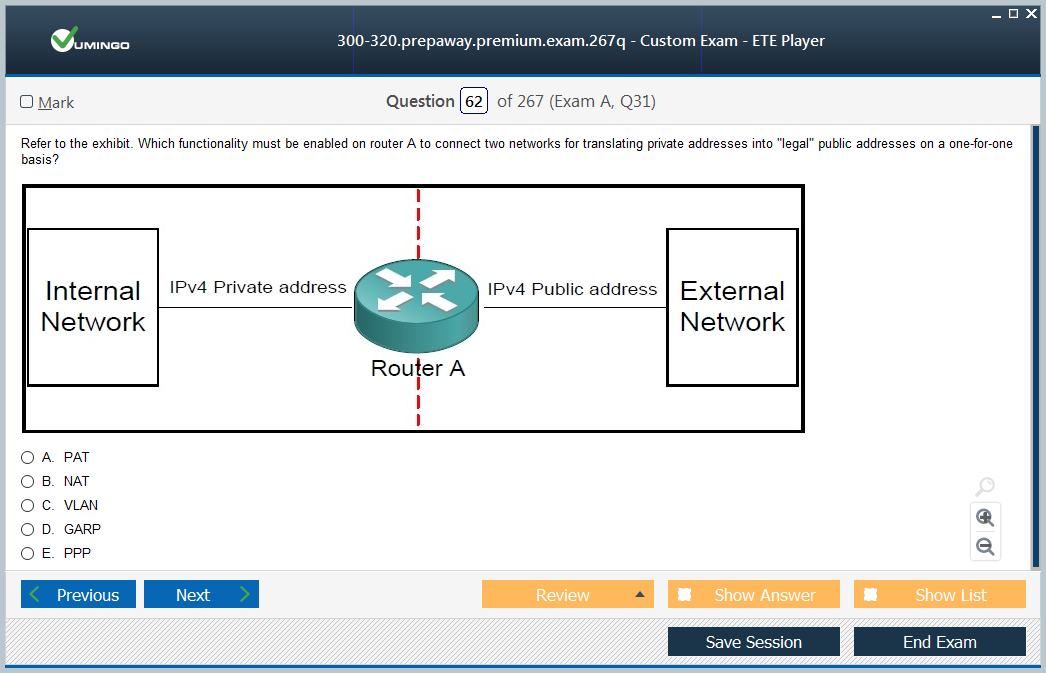 VUMINGO
300-320.prepaway.premium.exam.267q - Custom Exam - ETE Player
Mark
Question 62 of 267 (Exam A, Q31)
Refer to the exhibit. Which functionality must be enabled on router A to connect two networks for translating private addresses into "legal" public addresses on a one-for-one
basis?
Internal
Network
IPv4 Private address
Router A
IPv4 Public address
External
Network
A. PAT
B. NAT
C. VLAN
D. GARP
E. PPP
Previous
Next
Review
Show Answer
Show List
Save Session
End Exam